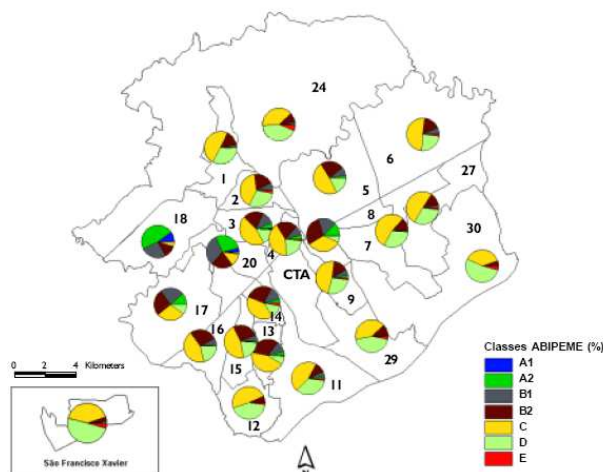 24
6
27
5
1
2
8
18
30
3
4
7
20
CTA
9
17
14
16
13
29
15
11
12
0 2 4 Kilometers
São Francisco Xavier
N
Classes ABIPEME (%)
A1
A2
B1
B2
C
D
E